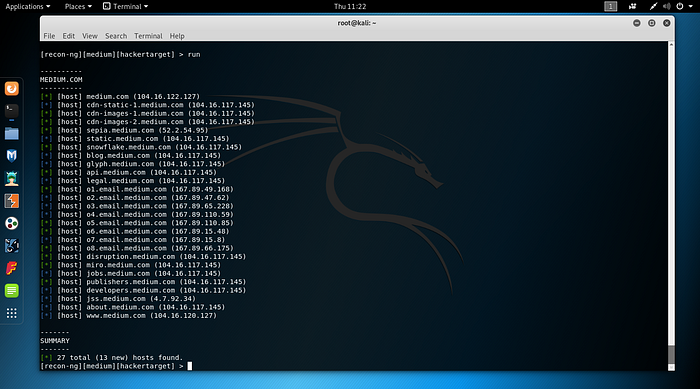 Applications Places Terminal Thu 11:22 1
root@kali: ~
File Edit View Search Terminal Help
[recon-ng][medium][hackertarget] > run
----------
MEDIUM.COM
----------
[*] [host] medium.com (104.16.122.127)
[*] [host] cdn-static-1.medium.com (104.16.117.145)
[*] [host] cdn-images-1.medium.com (104.16.117.145)
[*] [host] cdn-images-2.medium.com (104.16.117.145)
[*] [host] sepia.medium.com (52.2.54.95)
[*] [host] static.medium.com (104.16.117.145)
[*] [host] snowflake.medium.com (104.16.117.145)
[*] [host] blog.medium.com (104.16.117.145)
[*] [host] glyph.medium.com (104.16.117.145)
[*] [host] api.medium.com (104.16.117.145)
[*] [host] legal.medium.com (104.16.117.145)
[*] [host] o1.email.medium.com (167.89.49.168)
[*] [host] o2.email.medium.com (167.89.47.62)
[*] [host] o3.email.medium.com (167.89.65.228)
[*] [host] o4.email.medium.com (167.89.110.59)
[*] [host] o5.email.medium.com (167.89.110.85)
[*] [host] o6.email.medium.com (167.89.15.48)
[*] [host] o7.email.medium.com (167.89.15.8)
[*] [host] o8.email.medium.com (167.89.66.175)
[*] [host] disruption.medium.com (104.16.117.145)
[*] [host] miro.medium.com (104.16.117.145)
[*] [host] jobs.medium.com (104.16.117.145)
[*] [host] publishers.medium.com (104.16.117.145)
[*] [host] developers.medium.com (104.16.117.145)
[*] [host] jss.medium.com (4.7.92.34)
[*] [host] about.medium.com (104.16.117.145)
[*] [host] www.medium.com (104.16.120.127)
-------
SUMMARY
-------
[*] 27 total (13 new) hosts found.
[recon-ng][medium][hackertarget] >